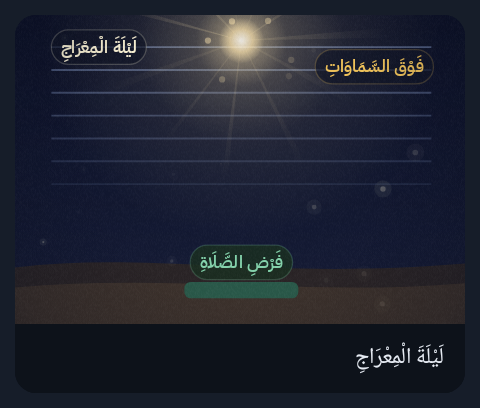 لَيْلَةَ الْمِعْرَاجِ
فَوْقَ السَّمَاوَاتِ
فَرْضِ الصَّلَاةِ
لَيْلَةَ الْمِعْرَاجِ